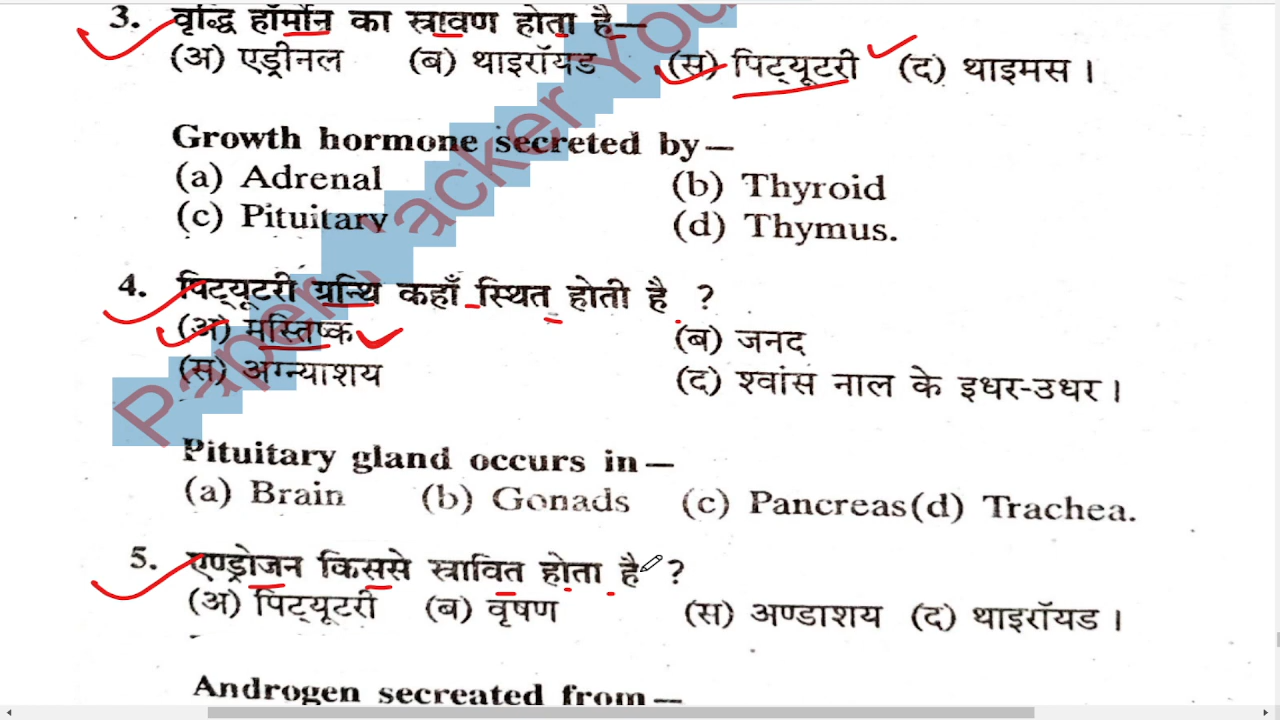 3. वृद्धि हॉर्मोन का स्त्रावण होता है—
(अ) एड्रीनल (ब) थाइरॉयड (स) पिट्यूटरी (द) थाइमस ।
Growth hormone secreted by—
(a) Adrenal (b) Thyroid
(c) Pituitary (d) Thymus.
4. पिट्यूटरी ग्रन्थि कहाँ स्थित होती है ?
(अ) मस्तिष्क (ब) जनद
(स) अग्न्याशय (द) श्वांस नाल के इधर-उधर ।
Pituitary gland occurs in—
(a) Brain (b) Gonads (c) Pancreas(d) Trachea.
5. एण्ड्रोजन किससे स्त्रावित होता है ?
(अ) पिट्यूटरी (ब) वृषण (स) अण्डाशय (द) थाइरॉयड ।
Androgen secreated from—